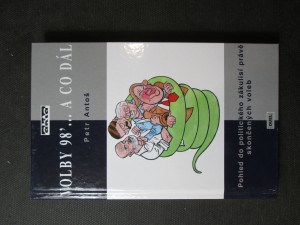 VOLBY 98'... A CO DÁL
Petr Antoš
Pohled do politického zákulisí právě
skončených voleb